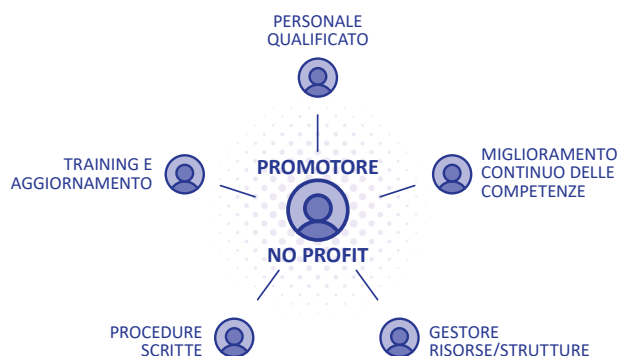 PERSONALE
QUALIFICATO
TRAINING E
AGGIORNAMENTO
PROMOTORE
NO PROFIT
MIGLIORAMENTO
CONTINUO DELLE
COMPETENZE
PROCEDURE
SCRITTE
GESTORE
RISORSE/STRUTTURE